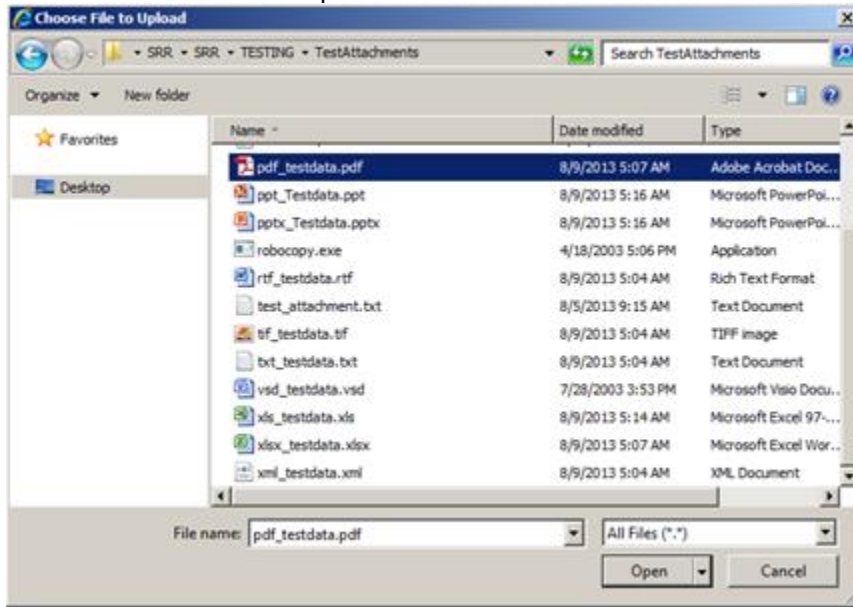 Choose File to Upload
SRR SRR TESTING TestAttachments Search TestAttachments
Organize New folder
Favorites
Desktop
Name Date modified Type
pdf_testdata.pdf 8/9/2013 5:07 AM Adobe Acrobat Doc...
ppt_Testdata.ppt 8/9/2013 5:16 AM Microsoft PowerPoi...
pptx_Testdata.pptx 8/9/2013 5:16 AM Microsoft PowerPoi...
robocopy.exe 4/18/2003 5:06 PM Application
rtf_testdata.rtf 8/9/2013 5:04 AM Rich Text Format
test_attachment.txt 8/5/2013 9:15 AM Text Document
tif_testdata.tif 8/9/2013 5:04 AM TIFF image
txt_testdata.txt 8/9/2013 5:04 AM Text Document
vsd_testdata.vsd 7/28/2003 3:53 PM Microsoft Visio Docu...
xls_testdata.xls 8/9/2013 5:14 AM Microsoft Excel 97-...
xlsx_testdata.xlsx 8/9/2013 5:07 AM Microsoft Excel Wor...
xml_testdata.xml 8/9/2013 5:04 AM XML Document
File name: pdf_testdata.pdf All Files (*.*)
Open Cancel